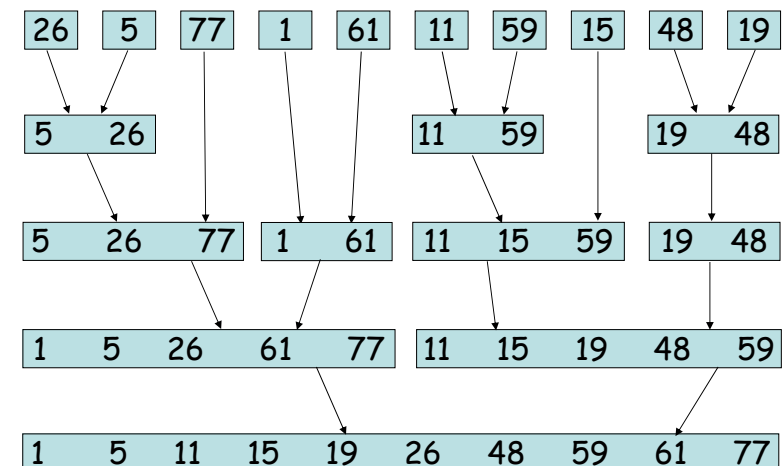 26 5 77 1 61 11 59 15 48 19
5 26 11 59 19 48
5 26 77 1 61 11 15 59 19 48
1 5 26 61 77 11 15 19 48 59
1 5 11 15 19 26 48 59 61 77